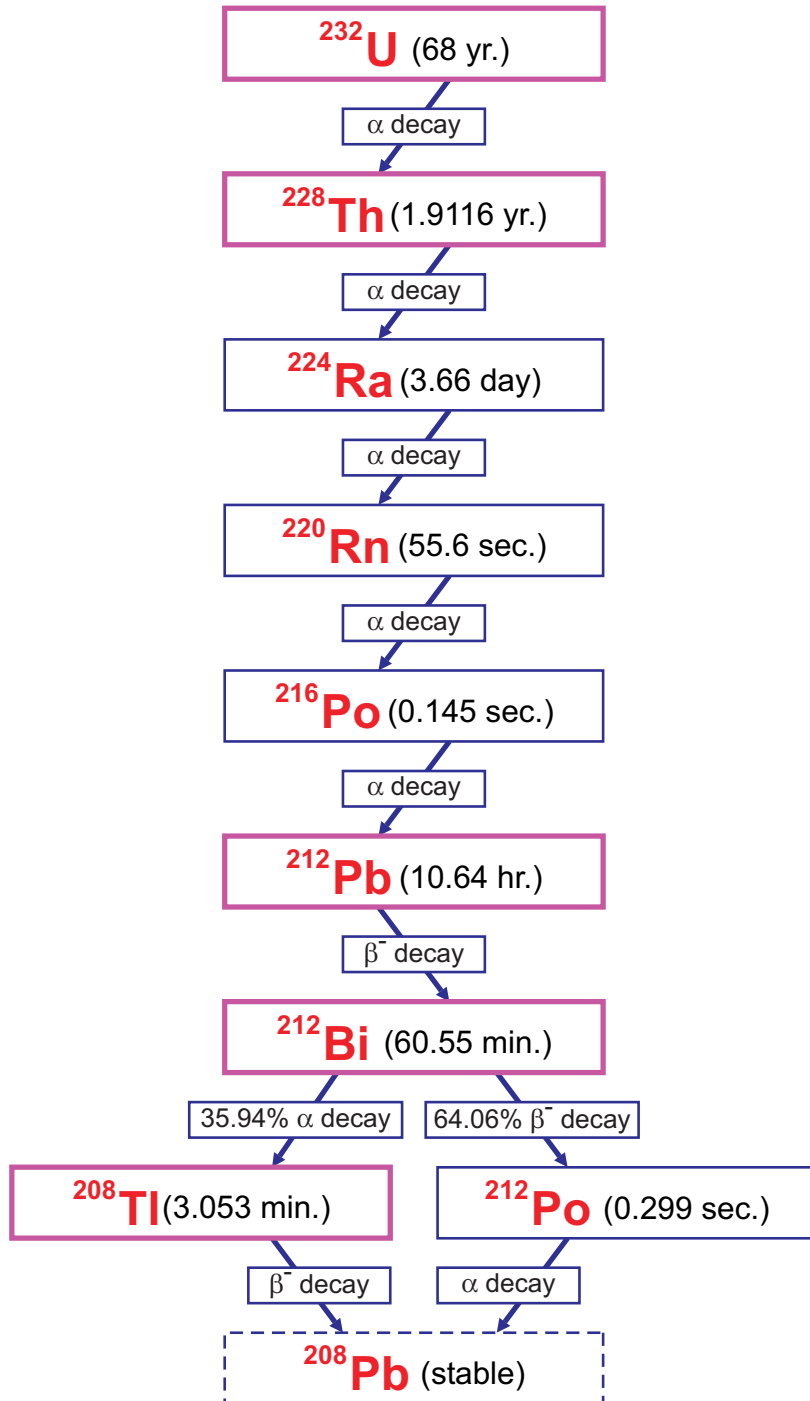 232U (68 yr.)
α decay
228Th (1.9116 yr.)
α decay
224Ra (3.66 day)
α decay
220Rn (55.6 sec.)
α decay
216Po (0.145 sec.)
α decay
212Pb (10.64 hr.)
β- decay
212Bi (60.55 min.)
35.94% α decay 64.06% β- decay
208Tl (3.053 min.) 212Po (0.299 sec.)
β- decay α decay
208Pb (stable)